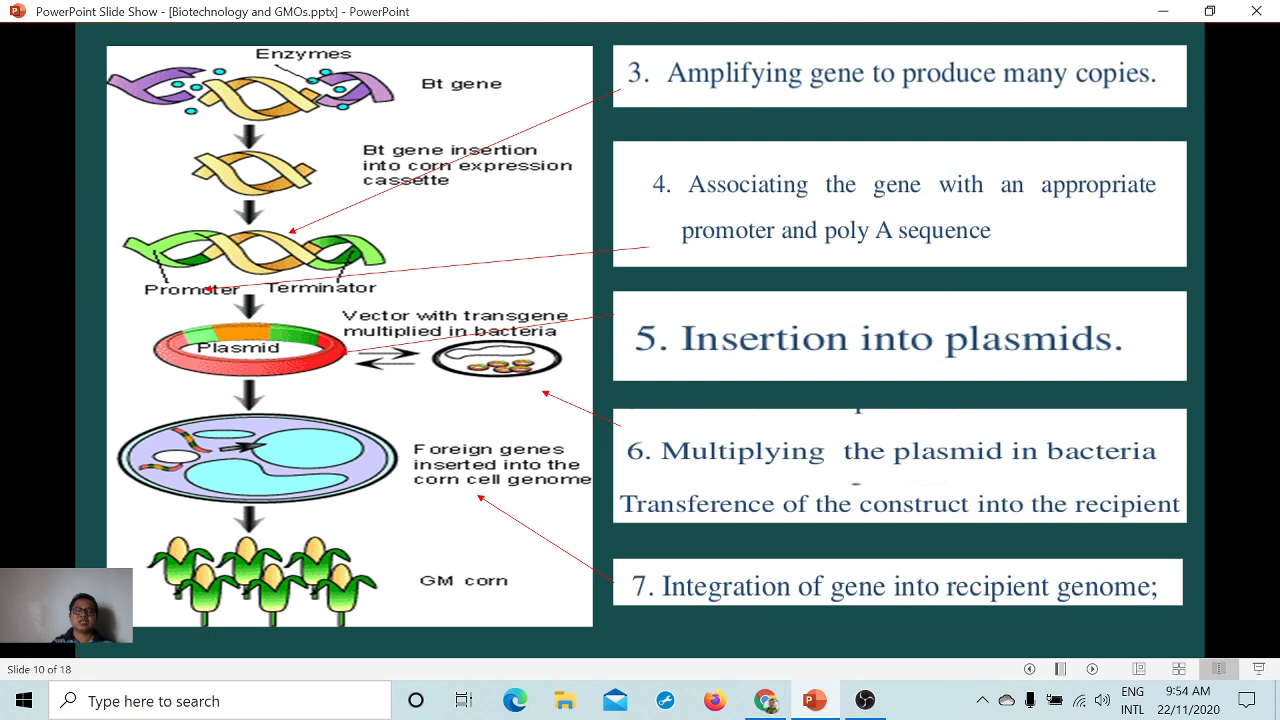 PowerPoint Slide Show - [Biotechnology and GMOs.pptx] - PowerPoint
Enzymes
Bt gene
Bt gene insertion
into corn expression
cassette
Promoter
Terminator
Vector with transgene
multiplied in bacteria
Plasmid
Foreign genes
inserted into the
corn cell genome
GM corn
3. Amplifying gene to produce many copies.
4. Associating the gene with an appropriate
promoter and poly A sequence
5. Insertion into plasmids.
6. Multiplying the plasmid in bacteria
Transference of the construct into the recipient
7. Integration of gene into recipient genome;
Slide 10 of 18
Type here to search
ENG
INTL
9:54 AM
22/11/2020